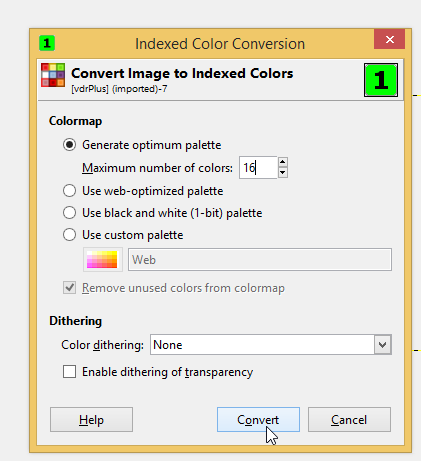 1 Indexed Color Conversion x
Convert Image to Indexed Colors
[vdrPlus] (imported)-7
1
Colormap
Generate optimum palette
Maximum number of colors: 16
Use web-optimized palette
Use black and white (1-bit) palette
Use custom palette
Web
Remove unused colors from colormap
Dithering
Color dithering: None
Enable dithering of transparency
Help Convert Cancel